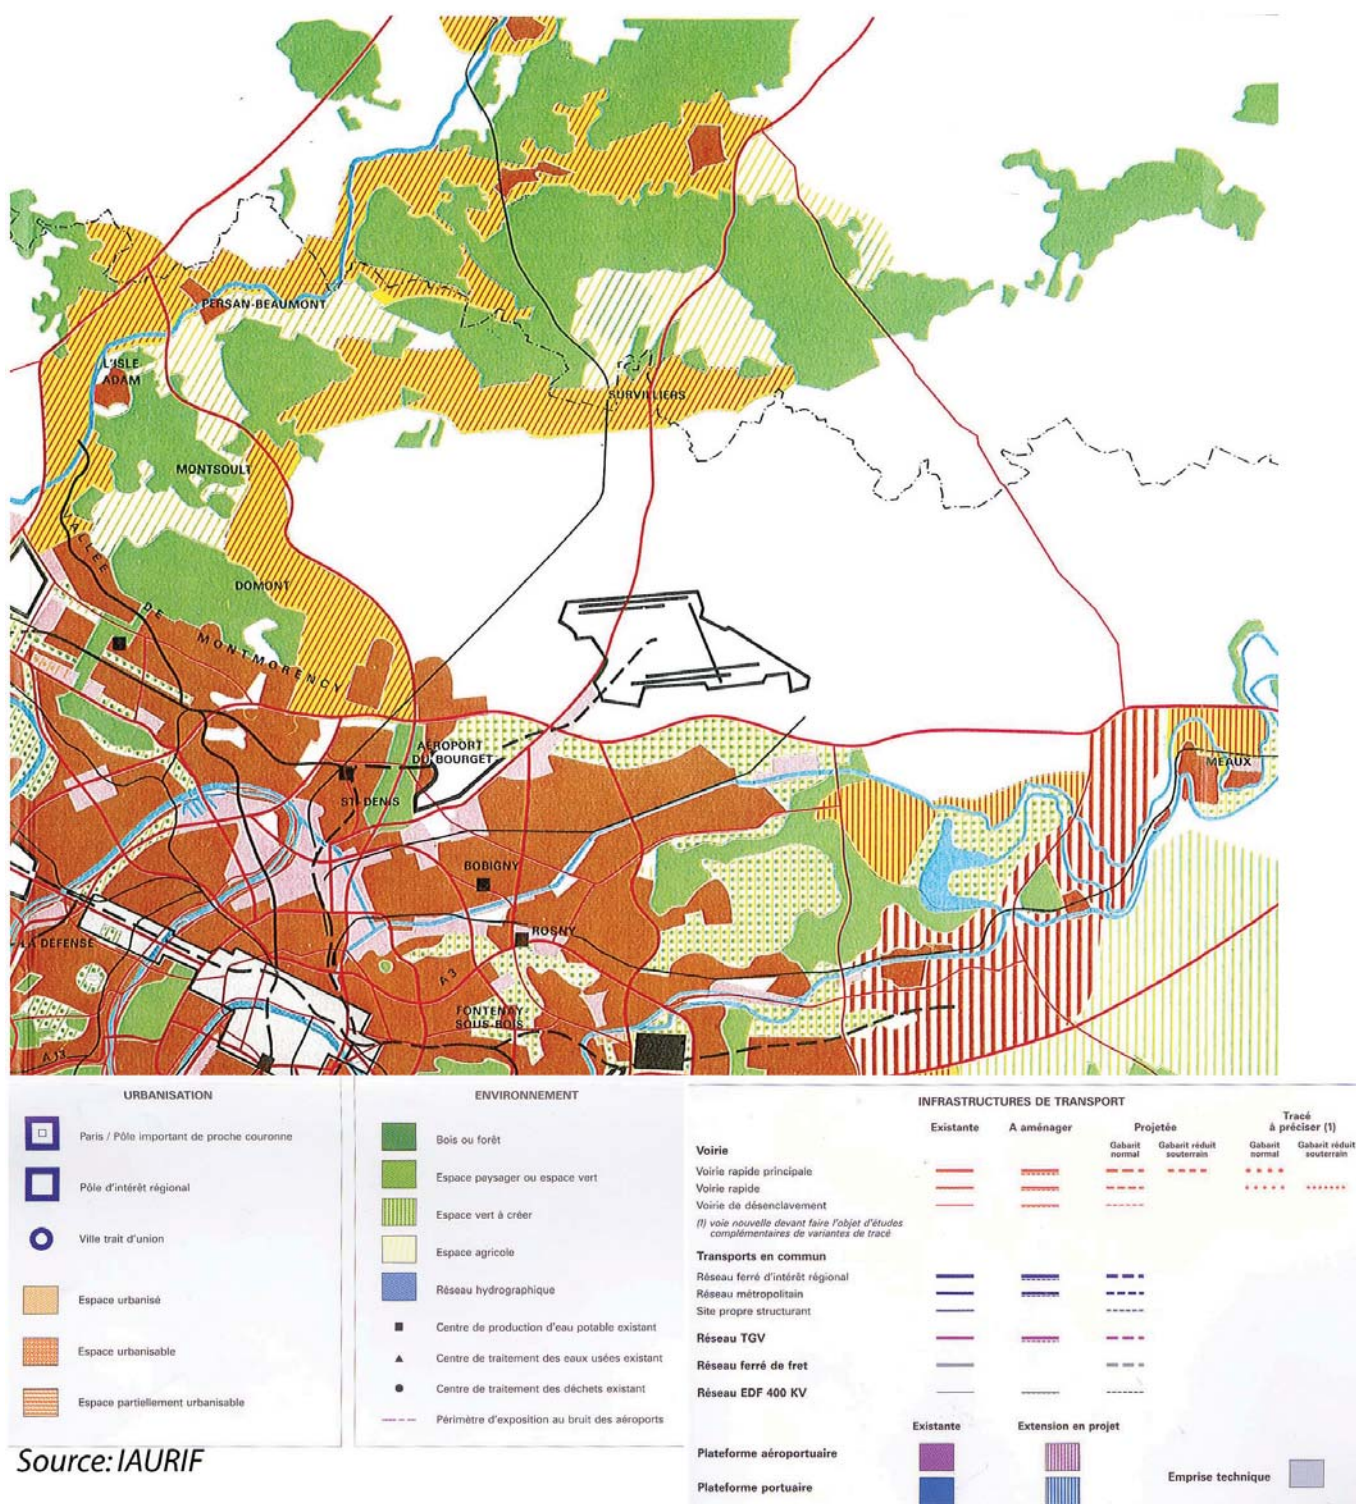 PERSAN-BEAUMONT
L'ISLE
ADAM
SURVILLIERS
MONTSOULT
VALLÉE
DE MONTMORENCY
DOMONT
AÉROPORT
DU BOURGET
ST-DENIS
MEAUX
BOBIGNY
ROSNY
LA DÉFENSE
A 3
FONTENAY
SOUS-BOIS
A 13
URBANISATION
Paris / Pôle important de proche couronne
Pôle d'intérêt régional
Ville trait d'union
Espace urbanisé
Espace urbanisable
Espace partiellement urbanisable
ENVIRONNEMENT
Bois ou forêt
Espace paysager ou espace vert
Espace vert à créer
Espace agricole
Réseau hydrographique
Centre de production d'eau potable existant
Centre de traitement des eaux usées existant
Centre de traitement des déchets existant
Périmètre d'exposition au bruit des aéroports
INFRASTRUCTURES DE TRANSPORT
Existante A aménager Projetée Tracé à préciser (1)
Gabarit normal Gabarit réduit souterrain Gabarit normal Gabarit réduit souterrain
Voirie
Voirie rapide principale
Voirie rapide
Voirie de désenclavement
(1) voie nouvelle devant faire l'objet d'études
complémentaires de variantes de tracé
Transports en commun
Réseau ferré d'intérêt régional
Réseau métropolitain
Site propre structurant
Réseau TGV
Réseau ferré de fret
Réseau EDF 400 KV
Existante Extension en projet
Plateforme aéroportuaire
Plateforme portuaire
Emprise technique
Source: IAURIF